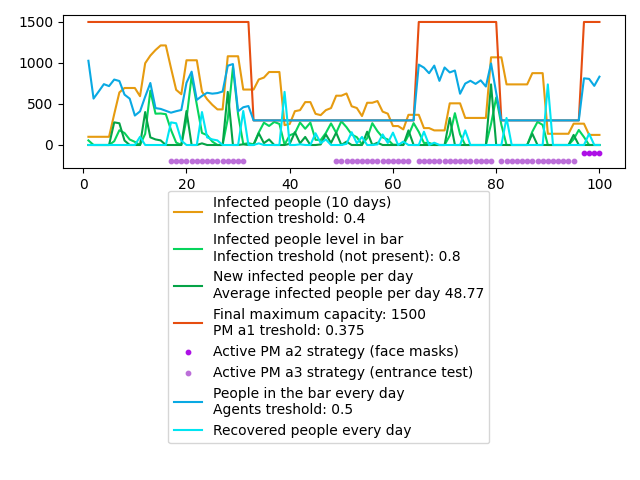 1500
1000
500
0
0 20 40 60 80 100
Infected people (10 days)
Infection treshold: 0.4
Infected people level in bar
Infection treshold (not present): 0.8
New infected people per day
Average infected people per day 48.77
Final maximum capacity: 1500
PM a1 treshold: 0.375
Active PM a2 strategy (face masks)
Active PM a3 strategy (entrance test)
People in the bar every day
Agents treshold: 0.5
Recovered people every day